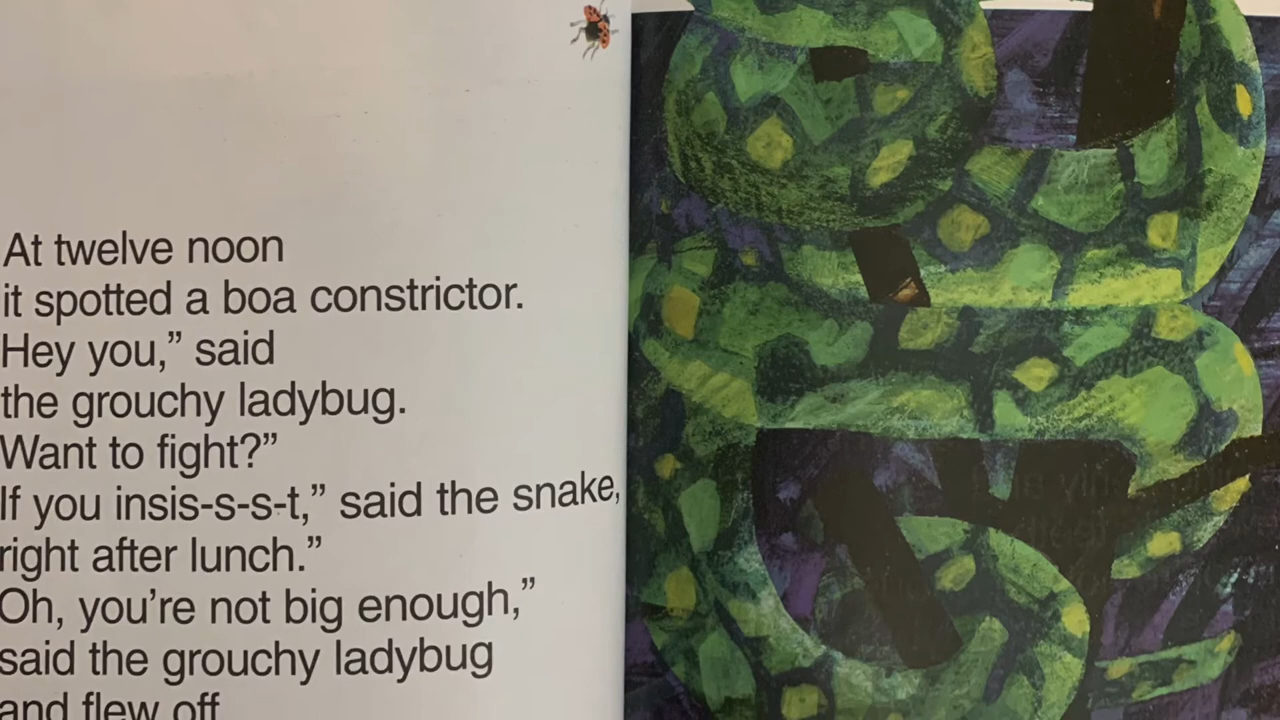 At twelve noon
it spotted a boa constrictor.
Hey you,” said
the grouchy ladybug.
Want to fight?”
If you insis-s-s-t,” said the snake,
right after lunch.”
Oh, you’re not big enough,”
said the grouchy ladybug
and flew off